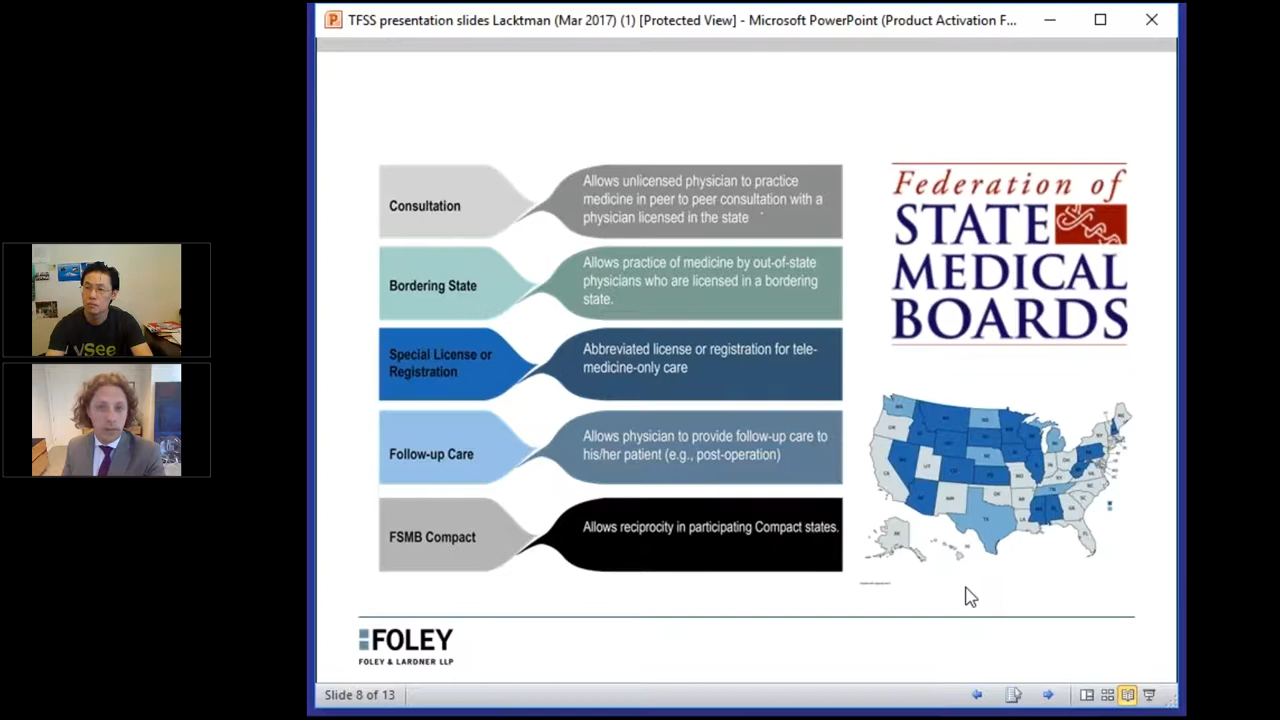 TFSS presentation slides Lacktman (Mar 2017) (1) [Protected View] - Microsoft PowerPoint (Product Activation F...
Consultation
Allows unlicensed physician to practice
medicine in peer to peer consultation with a
physician licensed in the state
Bordering State
Allows practice of medicine by out-of-state
physicians who are licensed in a bordering
state.
Special License or
Registration
Abbreviated license or registration for tele-
medicine-only care
Follow-up Care
Allows physician to provide follow-up care to
his/her patient (e.g., post-operation)
FSMB Compact
Allows reciprocity in participating Compact states.
Federation of
STATE
MEDICAL
BOARDS
FOLEY
FOLEY & LARDNER LLP
Slide 8 of 13
vSee